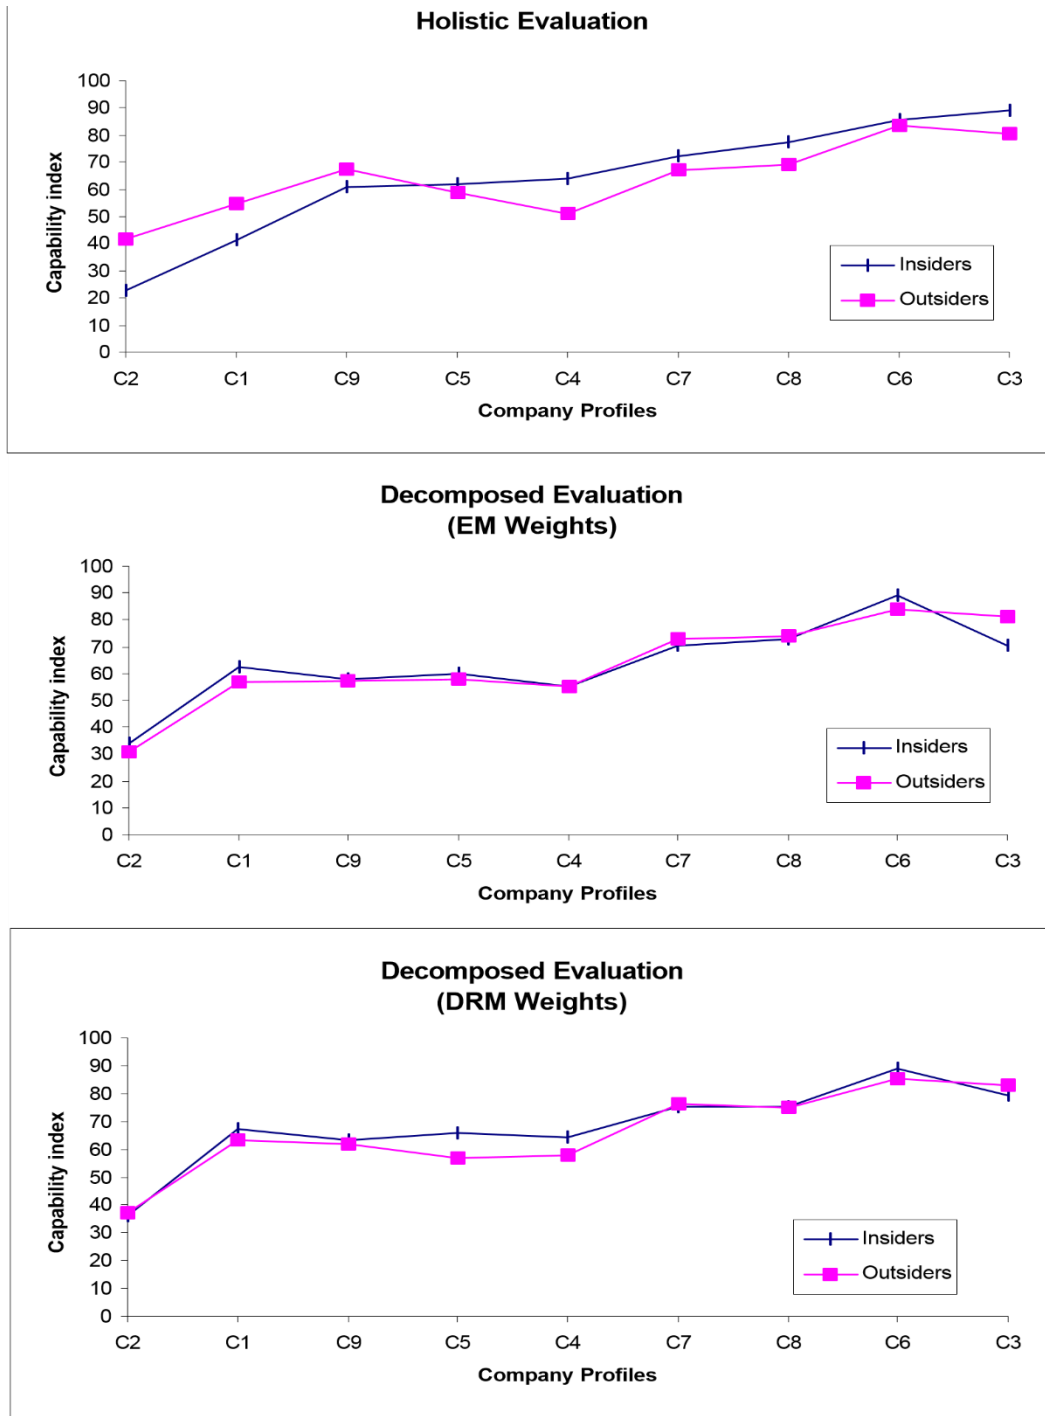 Holistic Evaluation
100
90
80
70
60
50
40
30
20
10
0
Capability index
C2 C1 C9 C5 C4 C7 C8 C6 C3
Company Profiles
Insiders
Outsiders
Decomposed Evaluation
(EM Weights)
100
90
80
70
60
50
40
30
20
10
0
Capability index
C2 C1 C9 C5 C4 C7 C8 C6 C3
Company Profiles
Insiders
Outsiders
Decomposed Evaluation
(DRM Weights)
100
90
80
70
60
50
40
30
20
10
0
Capability index
C2 C1 C9 C5 C4 C7 C8 C6 C3
Company Profiles
Insiders
Outsiders